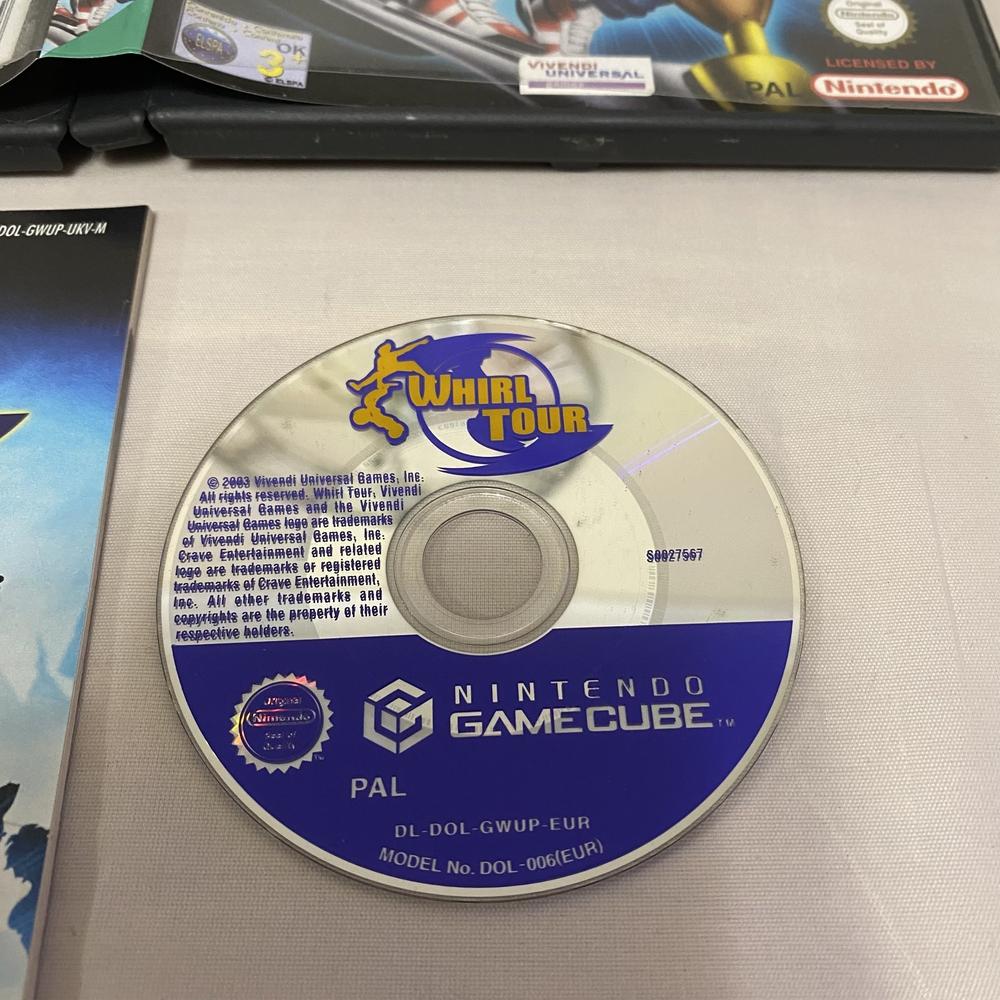 ELSPA
OK
3+
© ELSPA
VIVENDI
UNIVERSAL
GAMES
PAL
Original
Nintendo
Seal of
Quality
LICENSED BY
Nintendo
DOL-GWUP-UKV-M
WHIRL
TOUR
© 2003 Vivendi Universal Games, Inc.
All rights reserved. Whirl Tour, Vivendi
Universal Games and the Vivendi
Universal Games logo are trademarks
of Vivendi Universal Games, Inc.
Crave Entertainment and related
logo are trademarks or registered
trademarks of Crave Entertainment,
Inc. All other trademarks and
copyrights are the property of their
respective holders.
S0027567
Original
Nintendo
Seal of
Quality
TM
NINTENDO
GAMECUBE TM
PAL
DL-DOL-GWUP-EUR
MODEL No. DOL-006(EUR)